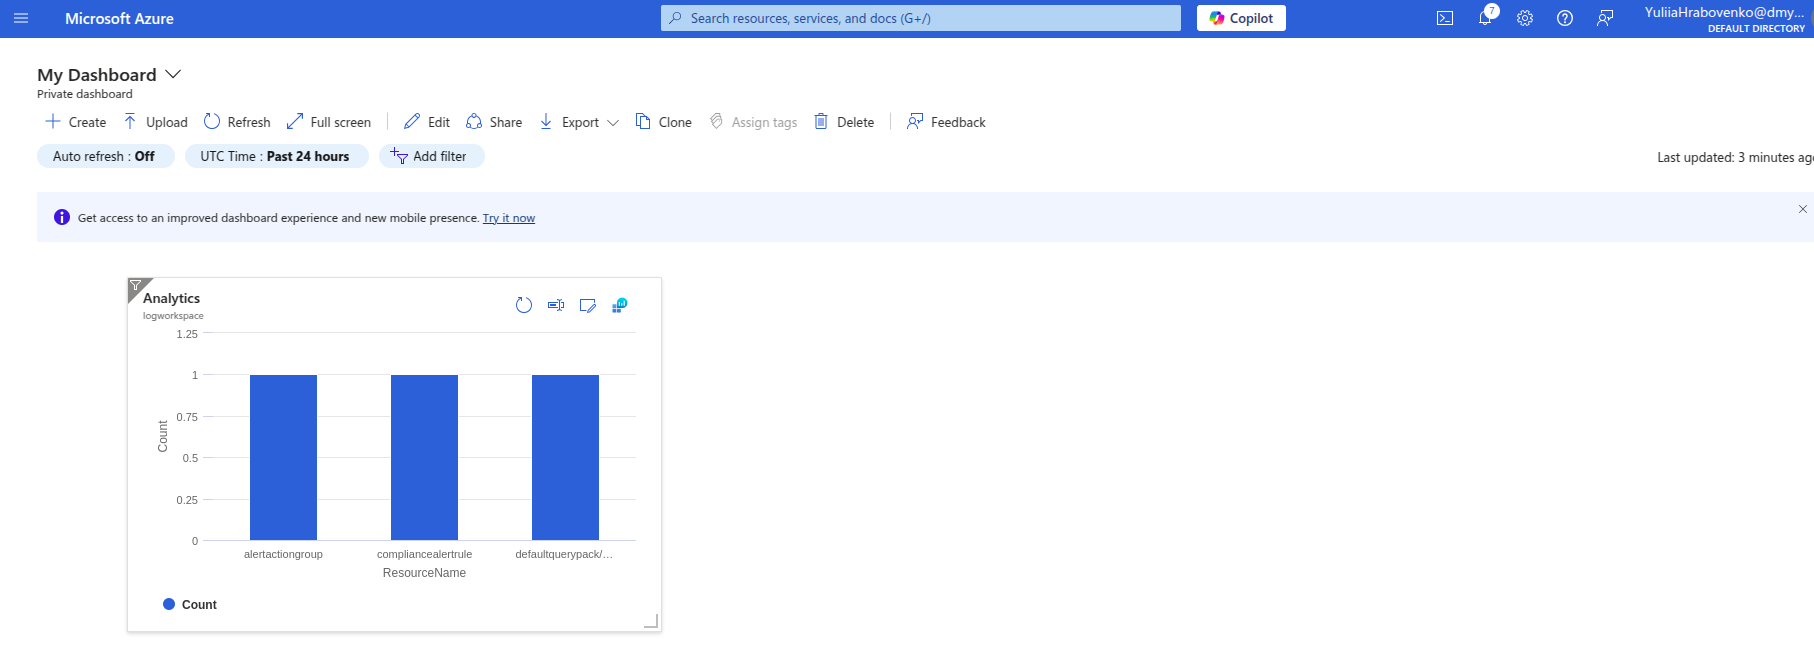 Microsoft Azure
Search resources, services, and docs (G+/)
Copilot
7
YuliiaHrabovenko@dmy...
DEFAULT DIRECTORY
My Dashboard
Private dashboard
Create Upload Refresh Full screen Edit Share Export Clone Assign tags Delete Feedback
Auto refresh : Off UTC Time : Past 24 hours Add filter
Last updated: 3 minutes ago
Get access to an improved dashboard experience and new mobile presence. Try it now
Analytics
logworkspace
1.25
1
0.75
0.5
0.25
0
Count
alertactiongroup compliancealertrule defaultquerypack/...
ResourceName
Count